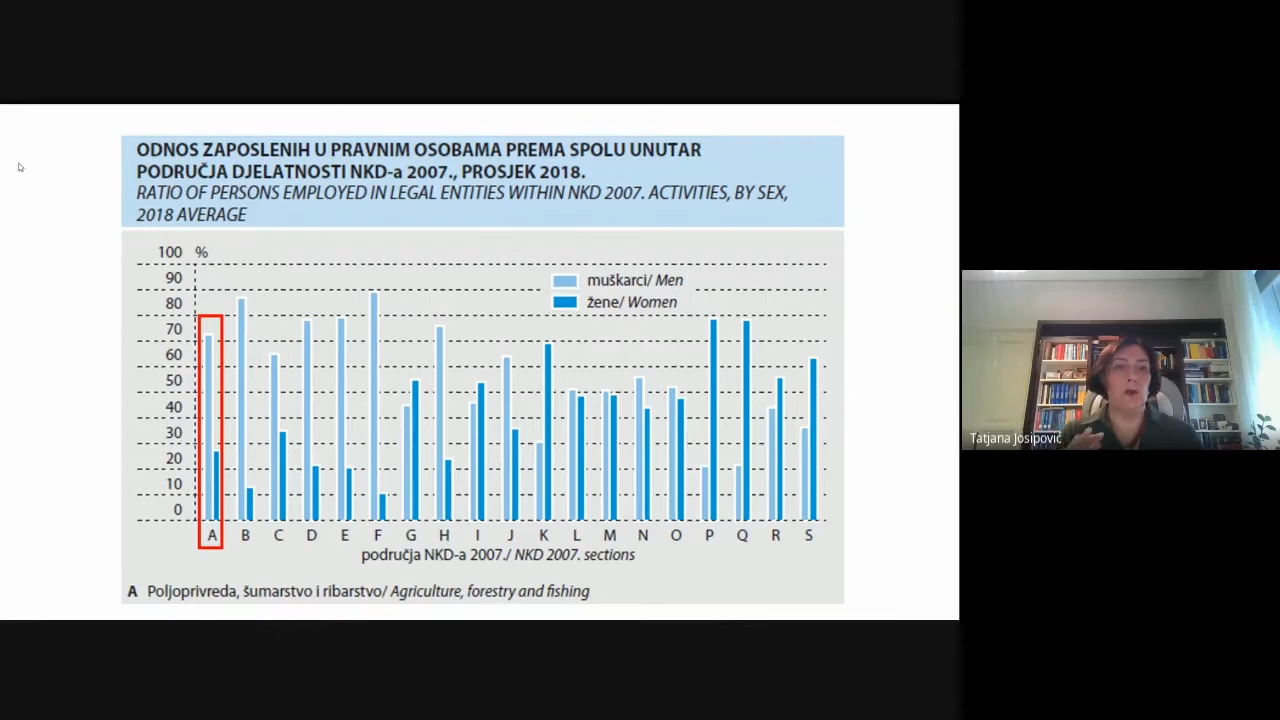 ODNOS ZAPOSLENIH U PRAVNIM OSOBAMA PREMA SPOLU UNUTAR
PODRUČJA DJELATNOSTI NKD-a 2007., PROSJEK 2018.
RATIO OF PERSONS EMPLOYED IN LEGAL ENTITIES WITHIN NKD 2007. ACTIVITIES, BY SEX,
2018 AVERAGE
100 %
90
80
70
60
50
40
30
20
10
0
muškarci/ Men
žene/ Women
A B C D E F G H I J K L M N O P Q R S
područja NKD-a 2007./ NKD 2007. sections
A Poljoprivreda, šumarstvo i ribarstvo/ Agriculture, forestry and fishing
Tatjana Josipović